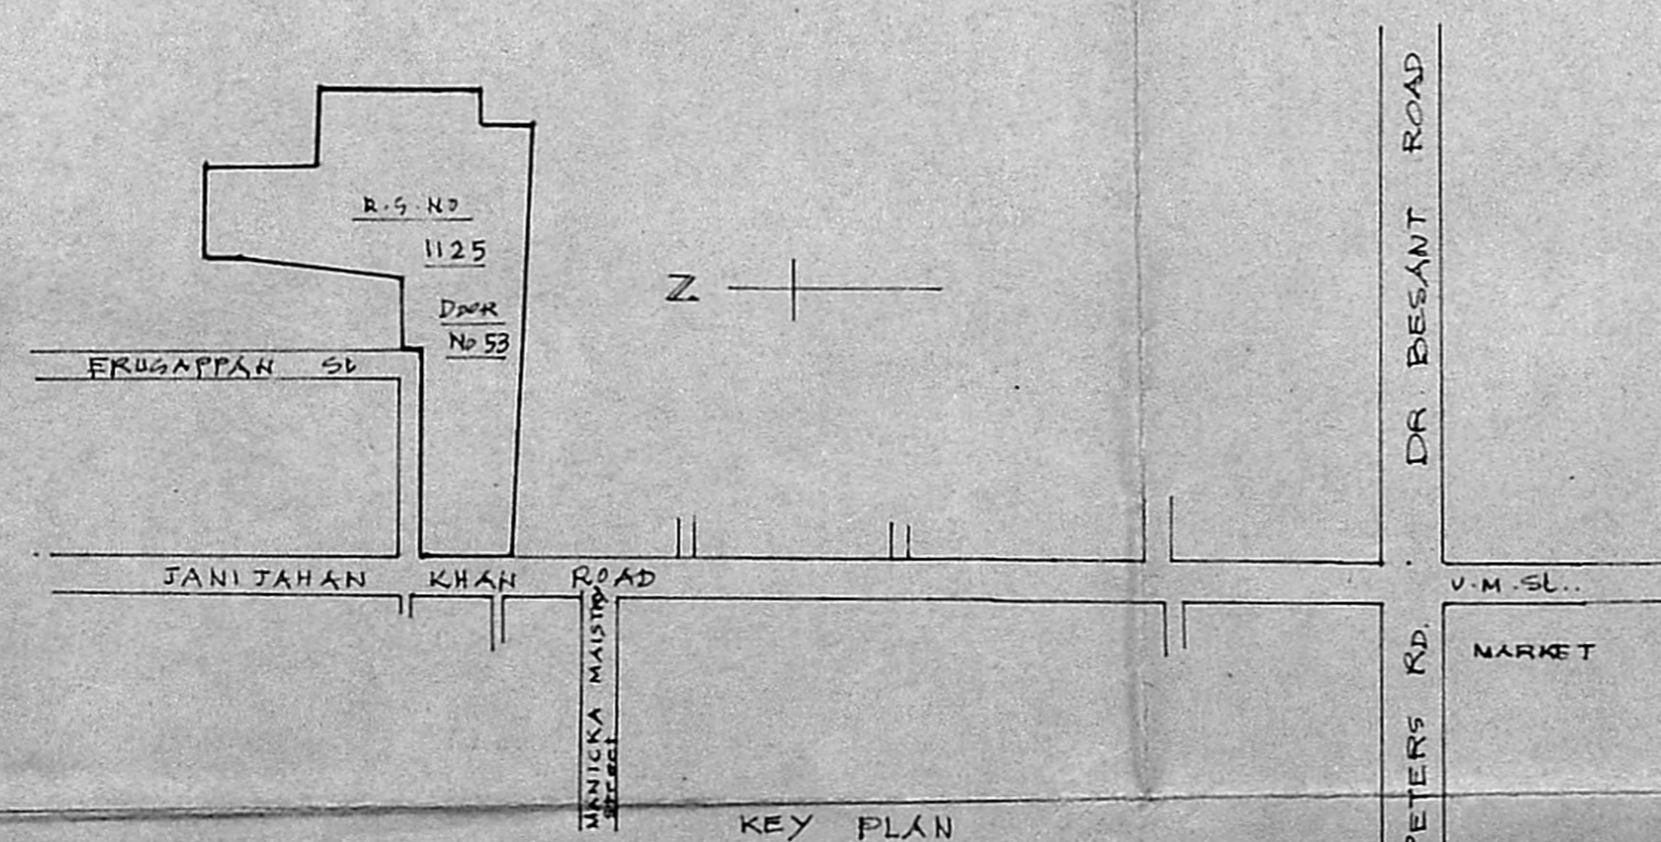 DR. BESANT ROAD
R.S. NO
1125
DOOR
No 53
N
ERUSAPPAN St
JANI JAHAN KHAN ROAD
V.M. St..
MANICKA MAISTRY
Street
PETERS RD.
MARKET
KEY PLAN